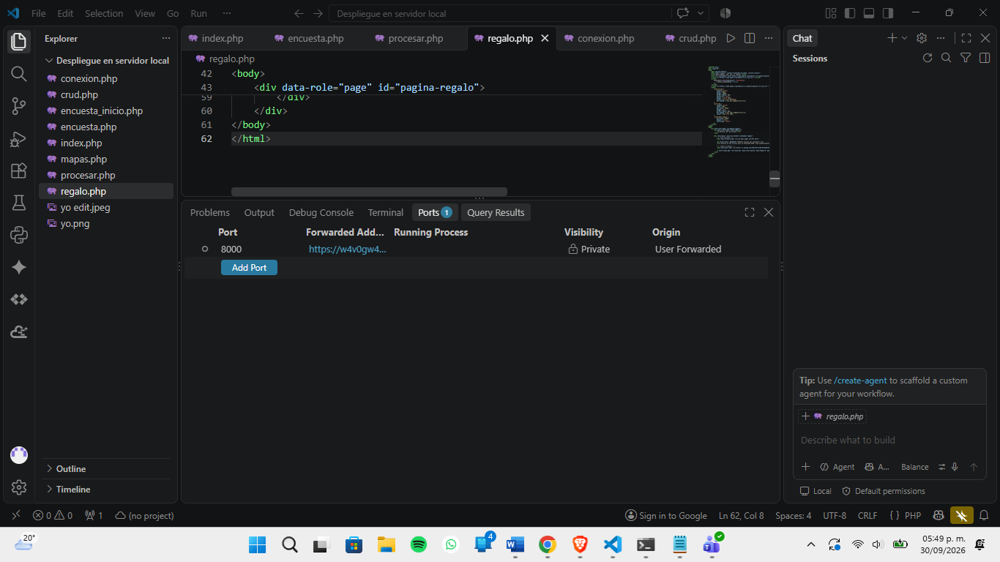 File Edit Selection View Go Run ··· Despliegue en servidor local
Explorer
Despliegue en servidor local
conexion.php
crud.php
encuesta_inicio.php
encuesta.php
index.php
mapas.php
procesar.php
regalo.php
yo edit.jpeg
yo.png
Outline
Timeline
index.php encuesta.php procesar.php regalo.php conexion.php crud.php
regalo.php
42 <body>
43 <div data-role="page" id="pagina-regalo">
59 </div>
60 </div>
61 </body>
62 </html>
Problems Output Debug Console Terminal Ports 1 Query Results
Port Forwarded Add... Running Process Visibility Origin
8000 https://w4v0gw4... Private User Forwarded
Add Port
Chat
Sessions
Tip: Use /create-agent to scaffold a custom
agent for your workflow.
regalo.php
Describe what to build
Agent A... Balance
Local Default permissions
0 0 1 (no project) Sign in to Google Ln 62, Col 8 Spaces: 4 UTF-8 CRLF { } PHP
20° 4 05:49 p. m.
30/09/2026